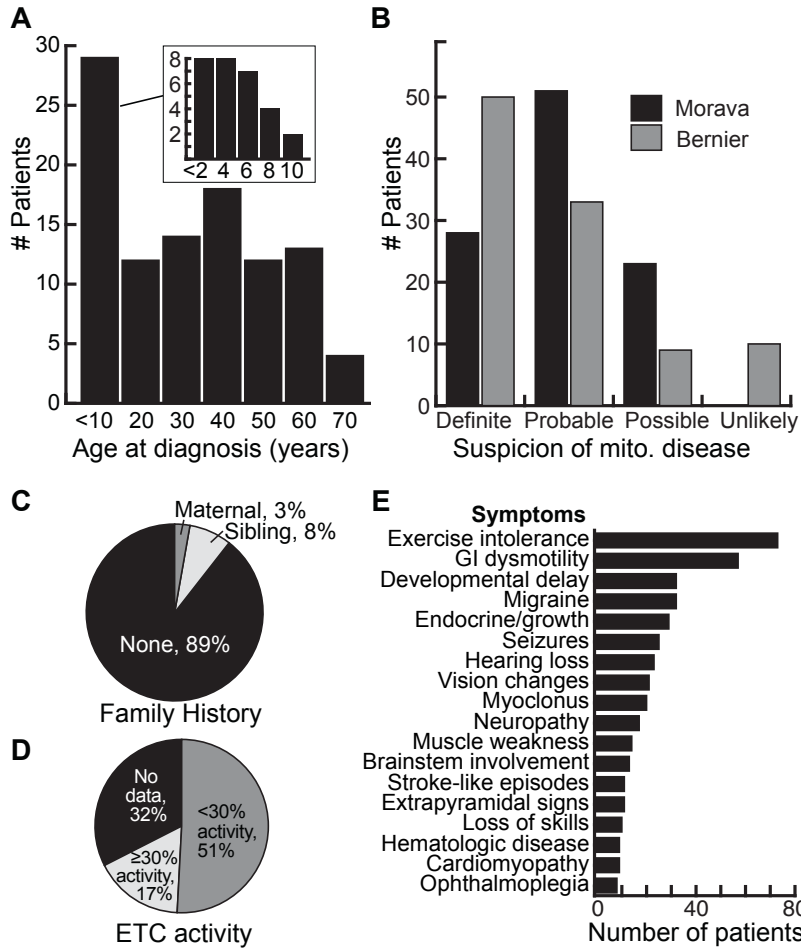 A
30
25
20
15
10
5
0
# Patients
8
6
4
2
<2 4 6 8 10
<10 20 30 40 50 60 70
Age at diagnosis (years)
B
50
40
30
20
10
0
# Patients
Morava
Bernier
Definite Probable Possible Unlikely
Suspicion of mito. disease
C
Maternal, 3%
Sibling, 8%
None, 89%
Family History
D
No
data,
32%
<30%
activity,
51%
≥30%
activity,
17%
ETC activity
E
Symptoms
Exercise intolerance
GI dysmotility
Developmental delay
Migraine
Endocrine/growth
Seizures
Hearing loss
Vision changes
Myoclonus
Neuropathy
Muscle weakness
Brainstem involvement
Stroke-like episodes
Extrapyramidal signs
Loss of skills
Hematologic disease
Cardiomyopathy
Ophthalmoplegia
0 40 80
Number of patients